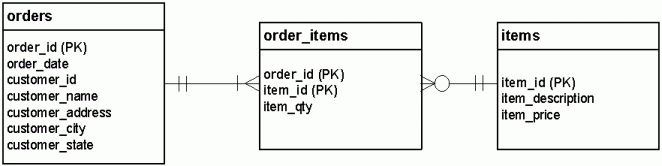 orders
order_id (PK)
order_date
customer_id
customer_name
customer_address
customer_city
customer_state
order_items
order_id (PK)
item_id (PK)
item_qty
items
item_id (PK)
item_description
item_price